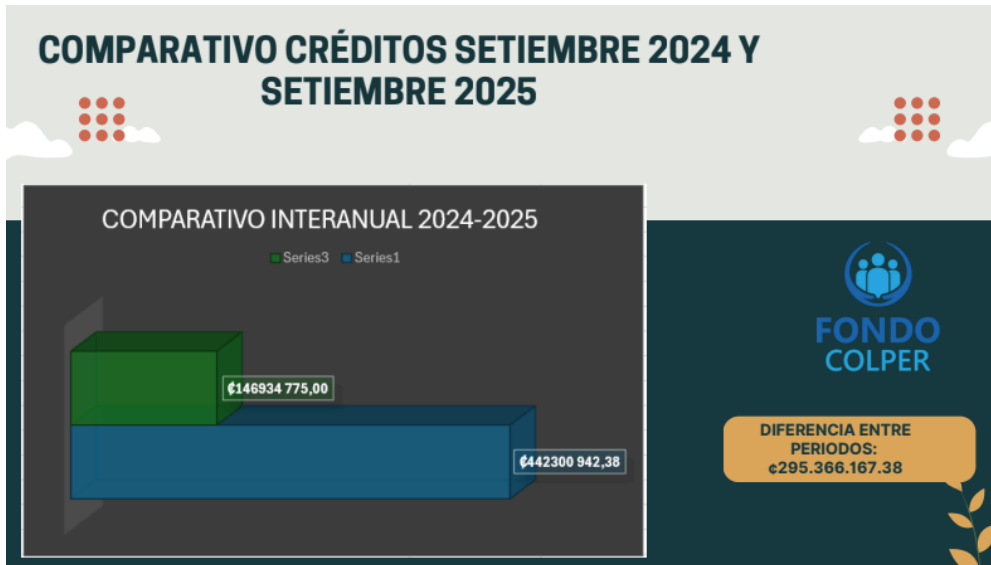 COMPARATIVO CRÉDITOS SETIEMBRE 2024 Y
SETIEMBRE 2025
COMPARATIVO INTERANUAL 2024-2025
Series3 Series1
₡146934 775,00
₡442300 942,38
FONDO
COLPER
DIFERENCIA ENTRE
PERIODOS:
¢295.366.167.38